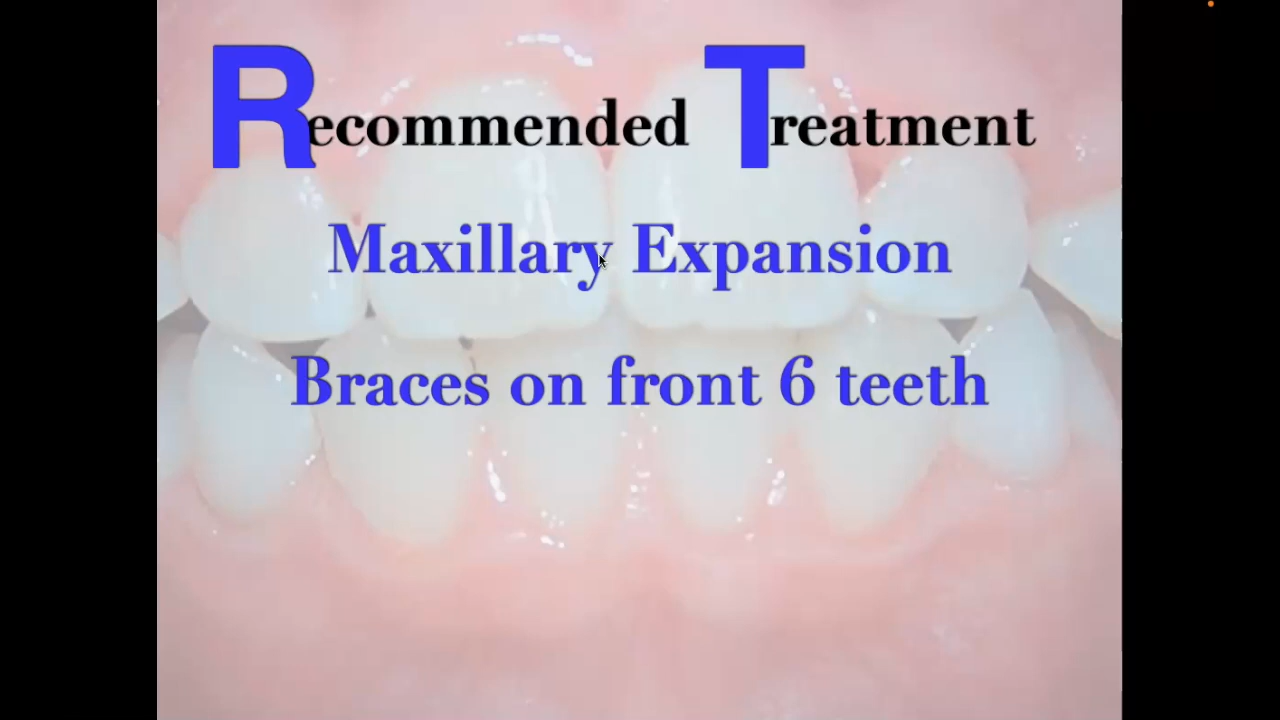 Recommended Treatment
Maxillary Expansion
Braces on front 6 teeth